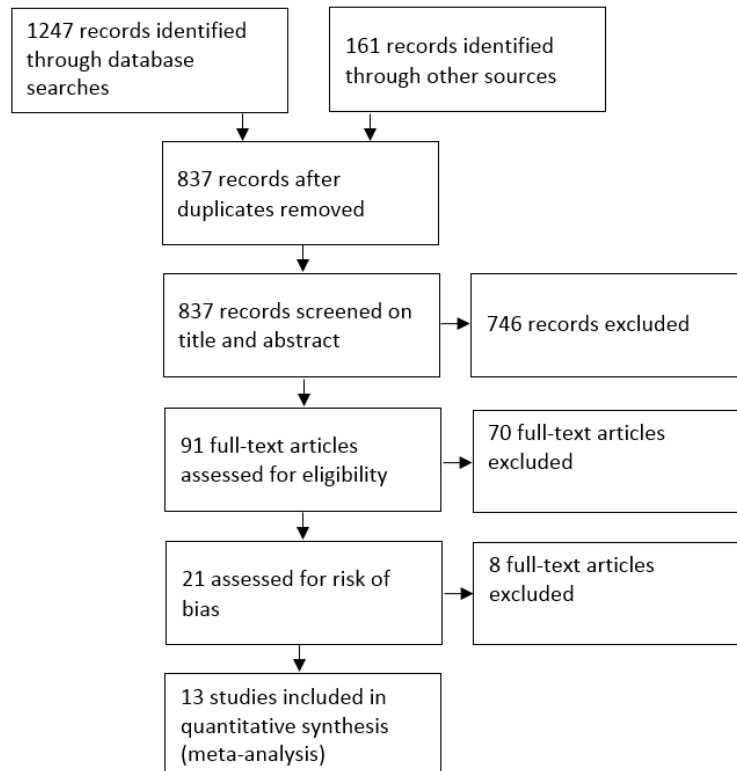 1247 records identified
through database
searches
161 records identified
through other sources
837 records after
duplicates removed
837 records screened on
title and abstract
746 records excluded
91 full-text articles
assessed for eligibility
70 full-text articles
excluded
21 assessed for risk of
bias
8 full-text articles
excluded
13 studies included in
quantitative synthesis
(meta-analysis)